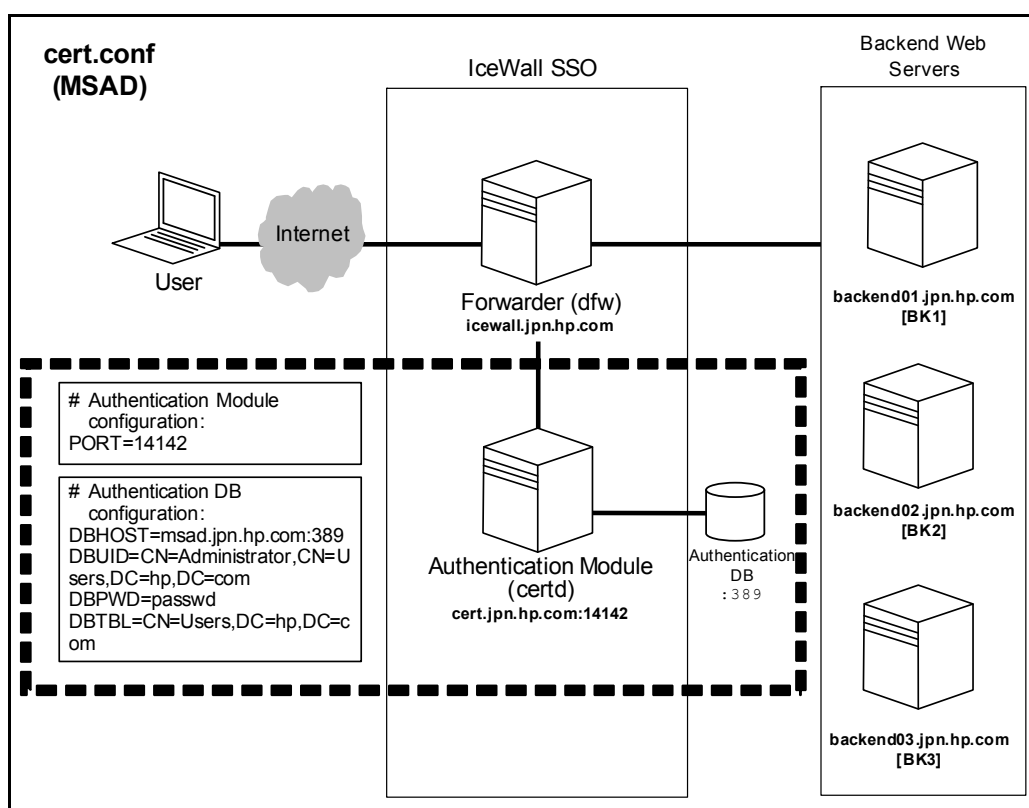 cert.conf
(MSAD)
IceWall SSO
Backend Web
Servers
Internet
User
Forwarder (dfw)
icewall.jpn.hp.com
backend01.jpn.hp.com
[BK1]
# Authentication Module
configuration:
PORT=14142
# Authentication DB
configuration:
DBHOST=msad.jpn.hp.com:389
DBUID=CN=Administrator,CN=U
sers,DC=hp,DC=com
DBPWD=passwd
DBTBL=CN=Users,DC=hp,DC=c
om
Authentication Module
(certd)
cert.jpn.hp.com:14142
Authentication
DB
:389
backend02.jpn.hp.com
[BK2]
backend03.jpn.hp.com
[BK3]